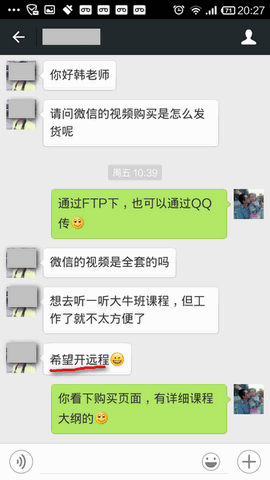 71
20:27
你好韩老师
请问微信的视频购买是怎么发
货呢
周五 10:39
通过FTP下，也可以通过QQ
传
微信的视频是全套的吗
想去听一听大牛班课程，但工
作了就不太方便了
希望开远程
你看下购买页面，有详细课程
大纲的